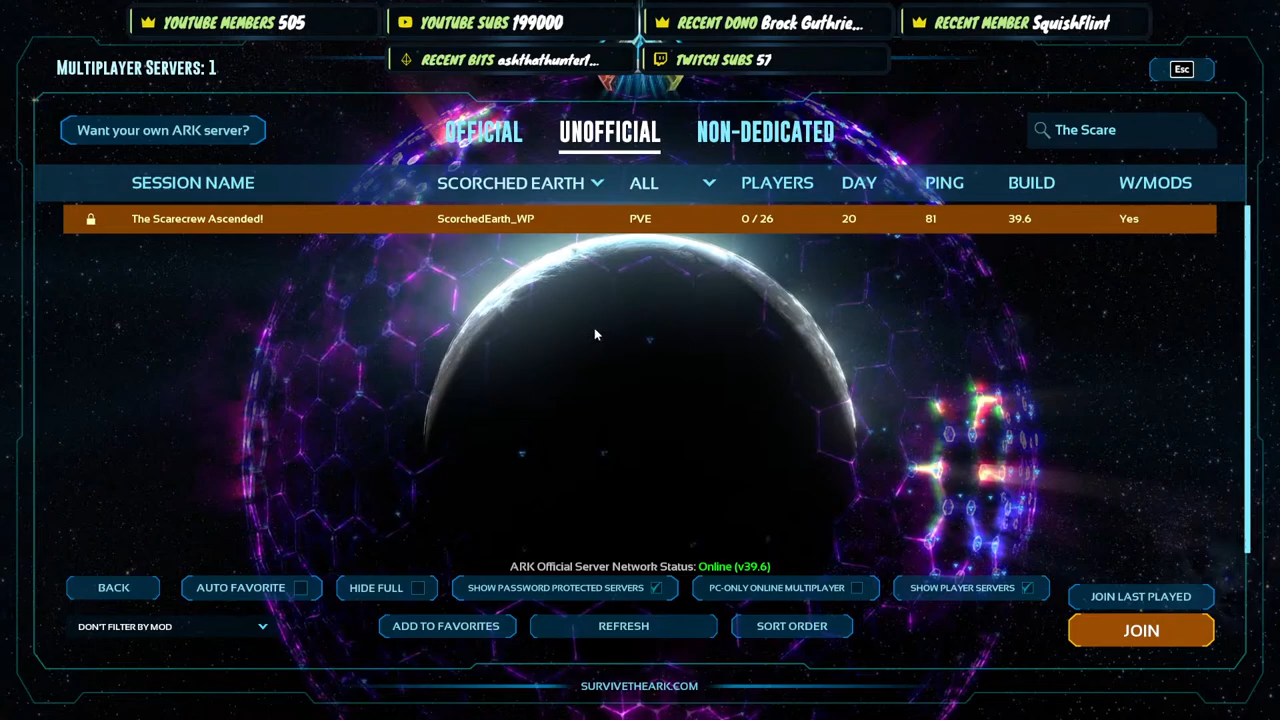 YOUTUBE MEMBERS 505
YOUTUBE SUBS 199000
RECENT DONO Brock Guthrie...
RECENT MEMBER SquishFlint
RECENT BITS ashthathunter1...
TWITCH SUBS 57
MULTIPLAYER SERVERS: 1
Esc
Want your own ARK server?
OFFICIAL
UNOFFICIAL
NON-DEDICATED
The Scare
SESSION NAME SCORCHED EARTH ALL PLAYERS DAY PING BUILD W/MODS
The Scarecrew Ascended! ScorchedEarth_WP PVE 0 / 26 20 81 39.6 Yes
ARK Official Server Network Status: Online (v39.6)
BACK
AUTO FAVORITE
HIDE FULL
SHOW PASSWORD PROTECTED SERVERS
PC-ONLY ONLINE MULTIPLAYER
SHOW PLAYER SERVERS
JOIN LAST PLAYED
DON'T FILTER BY MOD
ADD TO FAVORITES
REFRESH
SORT ORDER
JOIN
SURVIVETHEARK.COM